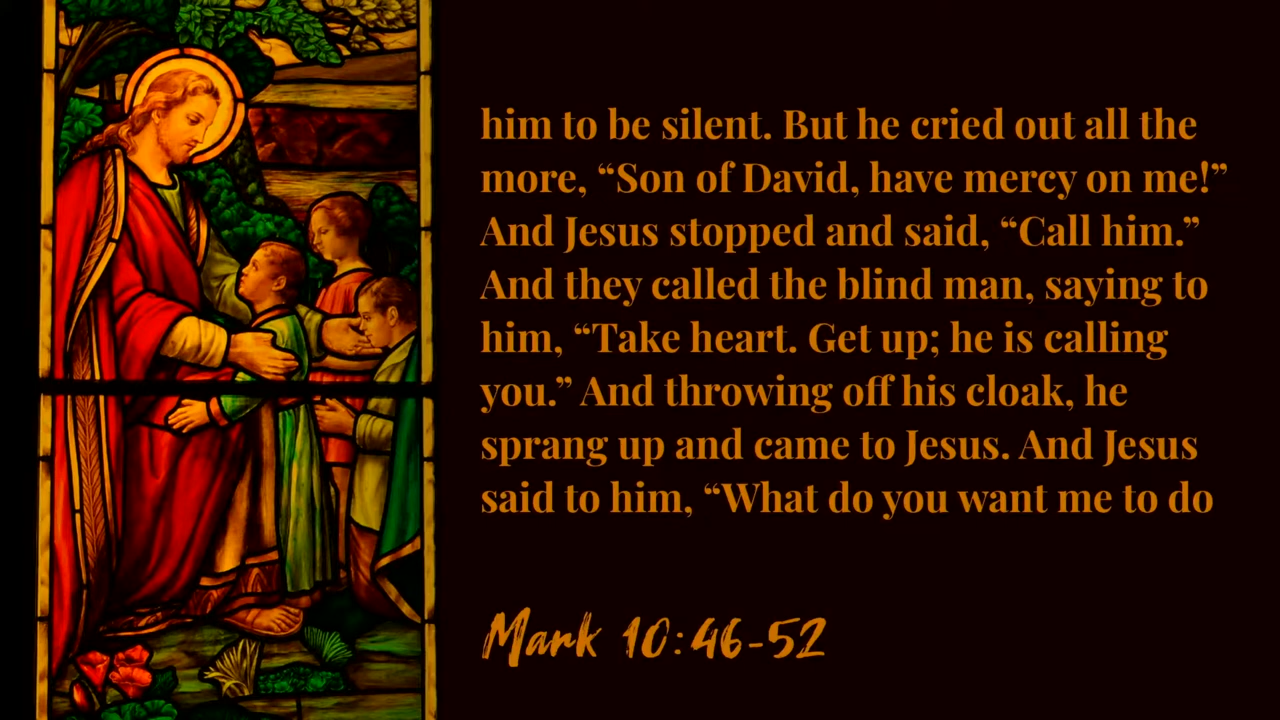 him to be silent. But he cried out all the
more, “Son of David, have mercy on me!”
And Jesus stopped and said, “Call him.”
And they called the blind man, saying to
him, “Take heart. Get up; he is calling
you.” And throwing off his cloak, he
sprang up and came to Jesus. And Jesus
said to him, “What do you want me to do
Mark 10:46-52